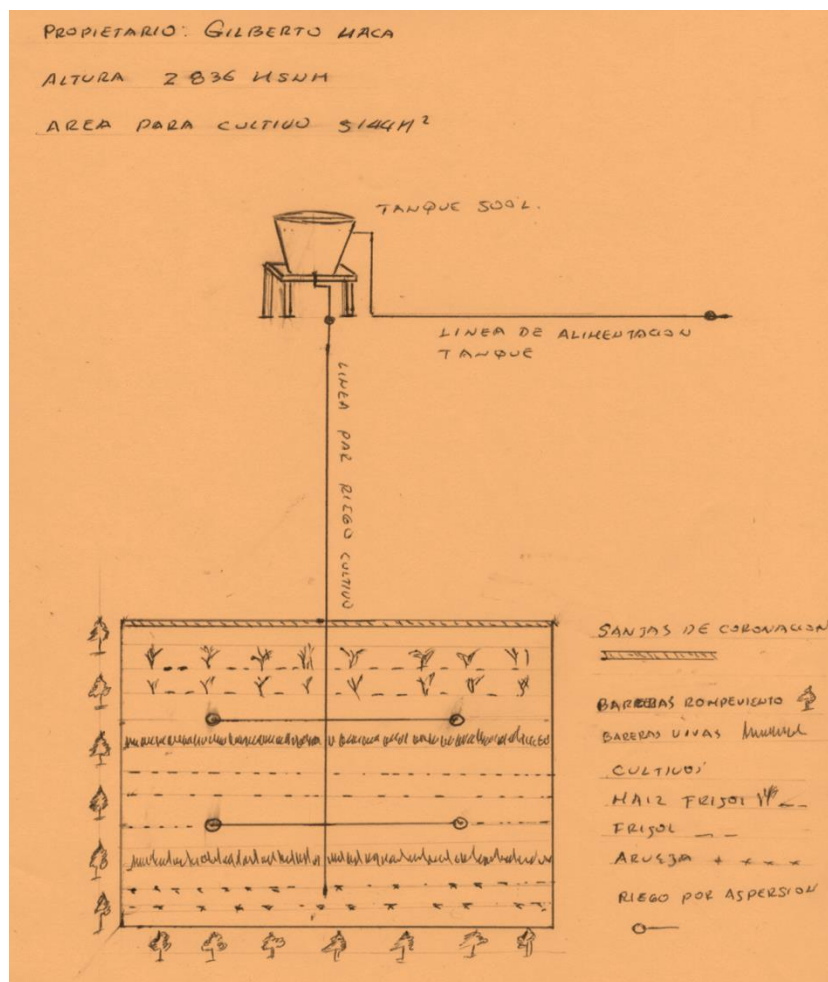 PROPIETARIO: GILBERTO MACA
ALTURA 2836 MSNM
AREA PARA CULTIVO 5144M²
TANQUE 500L.
LINEA DE ALIMENTACION
TANQUE
LINEA PAR RIEGO CULTIVO
SANJAS DE CORONACION
BARERAS ROMPEVIENTO
BARERAS VIVAS
CULTIVOS
MAIZ FRIJOL
FRIJOL
ARVEJA
RIEGO POR ASPERSION